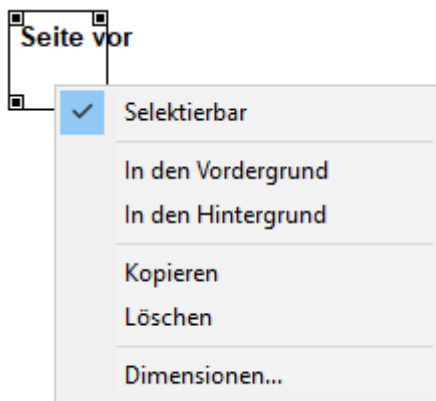 Seite vor
Selektierbar
In den Vordergrund
In den Hintergrund
Kopieren
Löschen
Dimensionen...